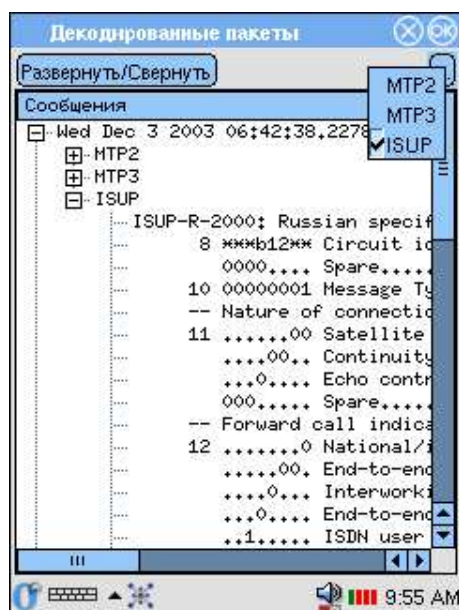 Декодированные пакеты
Развернуть/Свернуть
MTP2
MTP3
ISUP
Сообщения
Wed Dec 3 2003 06:42:38.2278
MTP2
MTP3
ISUP
ISUP-R-2000: Russian specif
8 ***b12** Circuit ic
0000.... Spare.....
10 00000001 Message Ty
-- Nature of connectio
11 ......00 Satellite
....00.. Continuity
...0.... Echo contr
000..... Spare.....
-- Forward call indica
12 .......0 National/i
.....00. End-to-end
....0... Interworki
...0.... End-to-end
..1..... ISDN user
9:55 AM